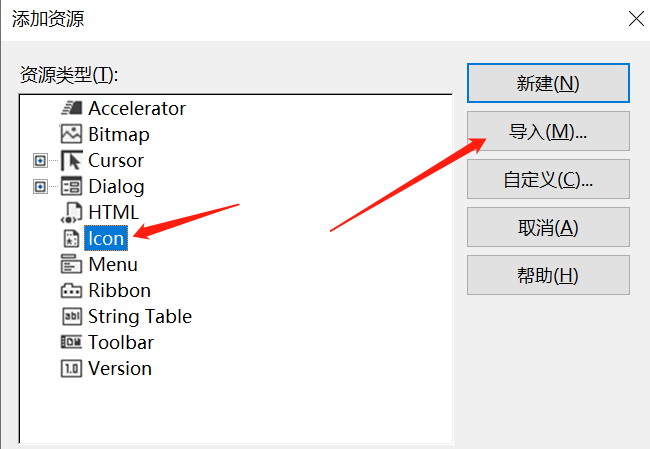 添加资源
资源类型(T):
Accelerator
Bitmap
Cursor
Dialog
HTML
Icon
Menu
Ribbon
String Table
Toolbar
Version
新建(N)
导入(M)...
自定义(C)...
取消(A)
帮助(H)